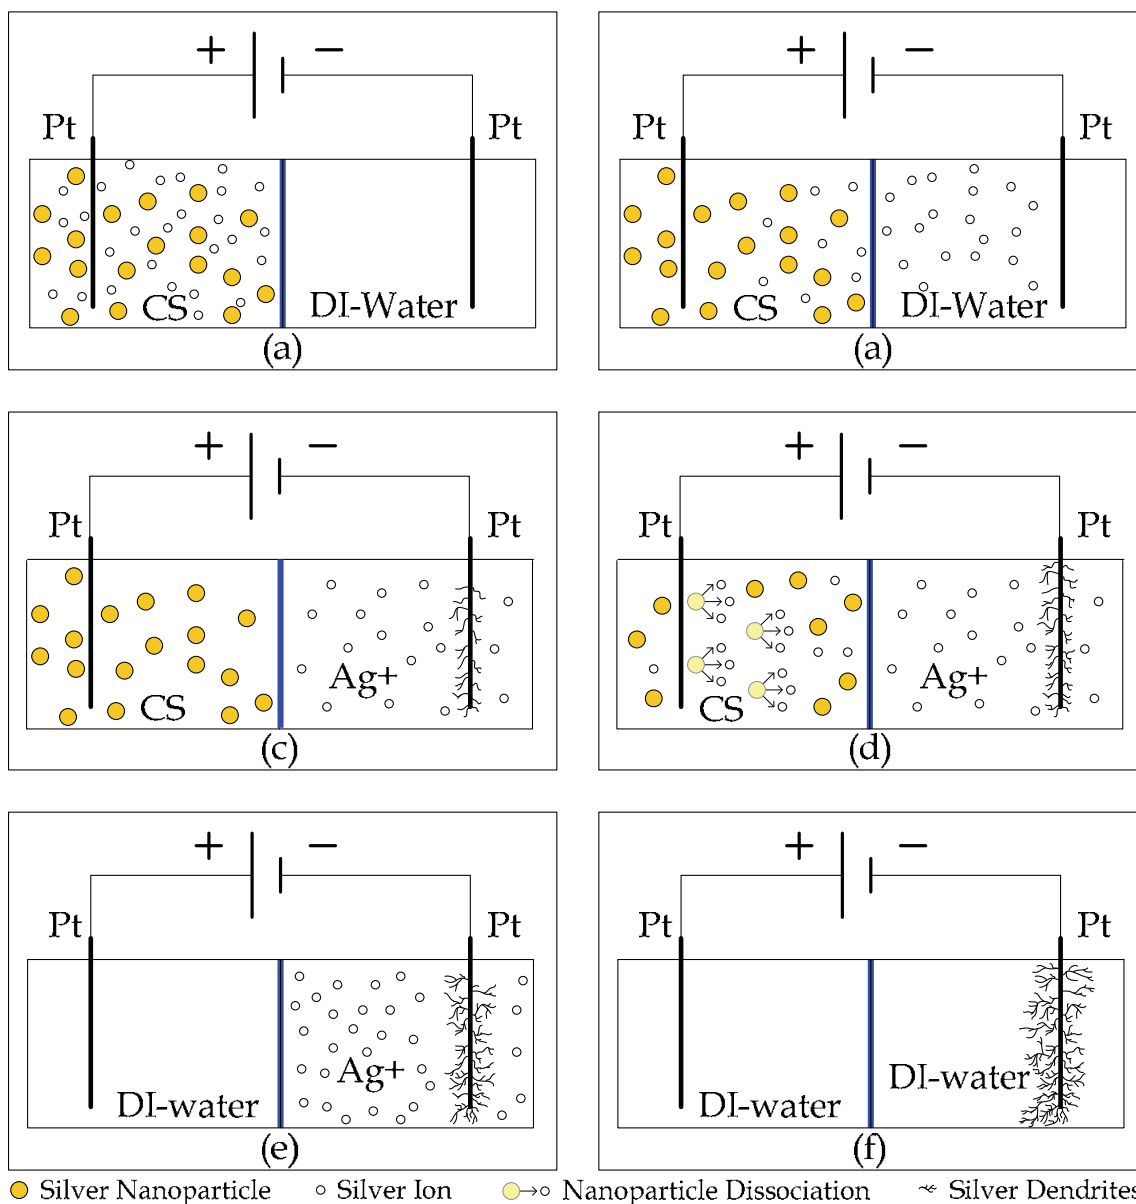 + −
Pt Pt
CS DI-Water
(a)
+ −
Pt Pt
CS DI-Water
(a)
+ −
Pt Pt
CS Ag+
(c)
+ −
Pt Pt
CS Ag+
(d)
+ −
Pt Pt
DI-water Ag+
(e)
+ −
Pt Pt
DI-water DI-water
(f)
Silver Nanoparticle Silver Ion Nanoparticle Dissociation Silver Dendrites